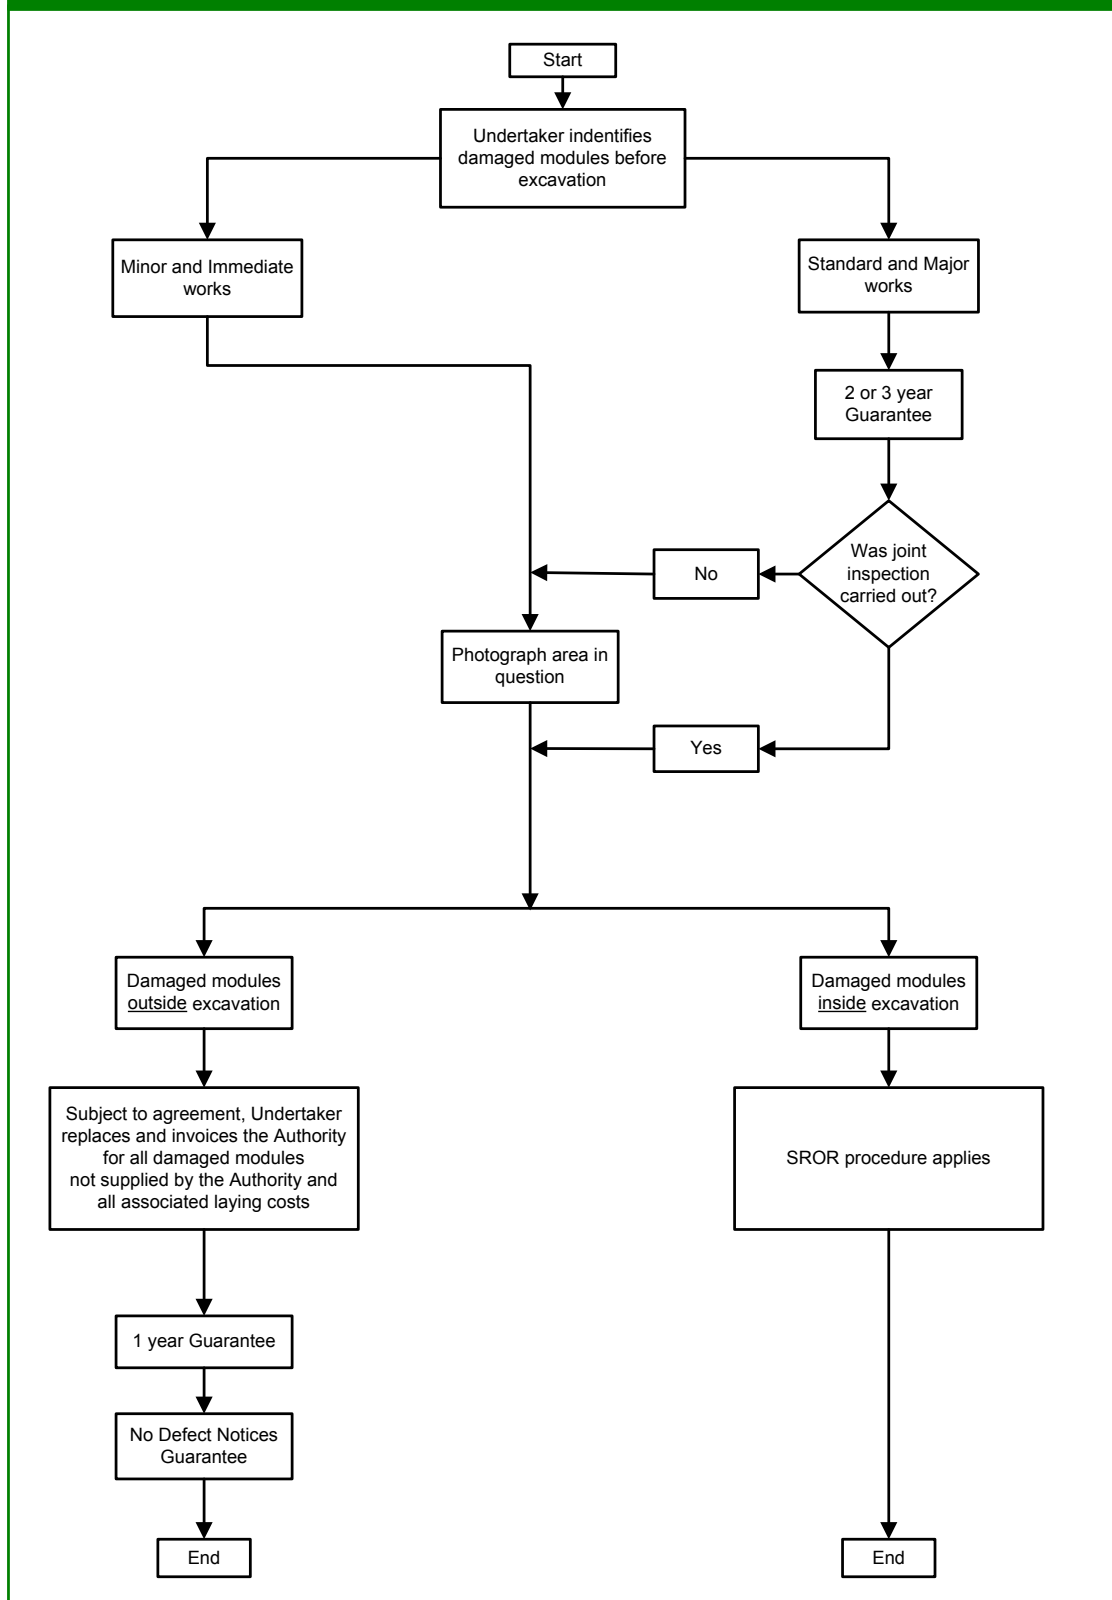 Start
Undertaker indentifies
damaged modules before
excavation
Minor and Immediate
works
Standard and Major
works
2 or 3 year
Guarantee
Was joint
inspection
carried out?
No
Photograph area in
question
Yes
Damaged modules
outside excavation
Damaged modules
inside excavation
Subject to agreement, Undertaker
replaces and invoices the Authority
for all damaged modules
not supplied by the Authority and
all associated laying costs
SROR procedure applies
1 year Guarantee
No Defect Notices
Guarantee
End
End